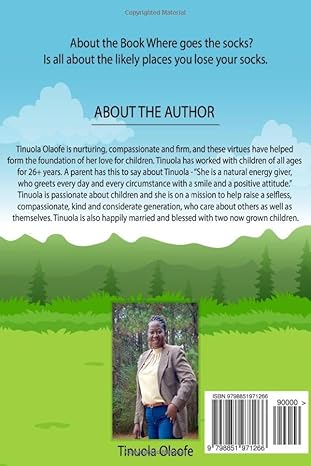 About the Book Where goes the socks?
Is all about the likely places you lose your socks.
ABOUT THE AUTHOR
Tinuola Olaofe is nurturing, compassionate and firm, and these virtues have helped
form the foundation of her love for children. Tinuola has worked with children of all ages
for 26+ years. A parent has this to say about Tinuola - "She is a natural energy giver,
who greets every day and every circumstance with a smile and a positive attitude."
Tinuola is passionate about children and she is on a mission to help raise a selfless,
compassionate, kind and considerate generation, who care about others as well as
themselves. Tinuola is also happily married and blessed with two now grown children.
ISBN 9798851971266
90000 >
9 798851 971266
Tinuola Olaofe